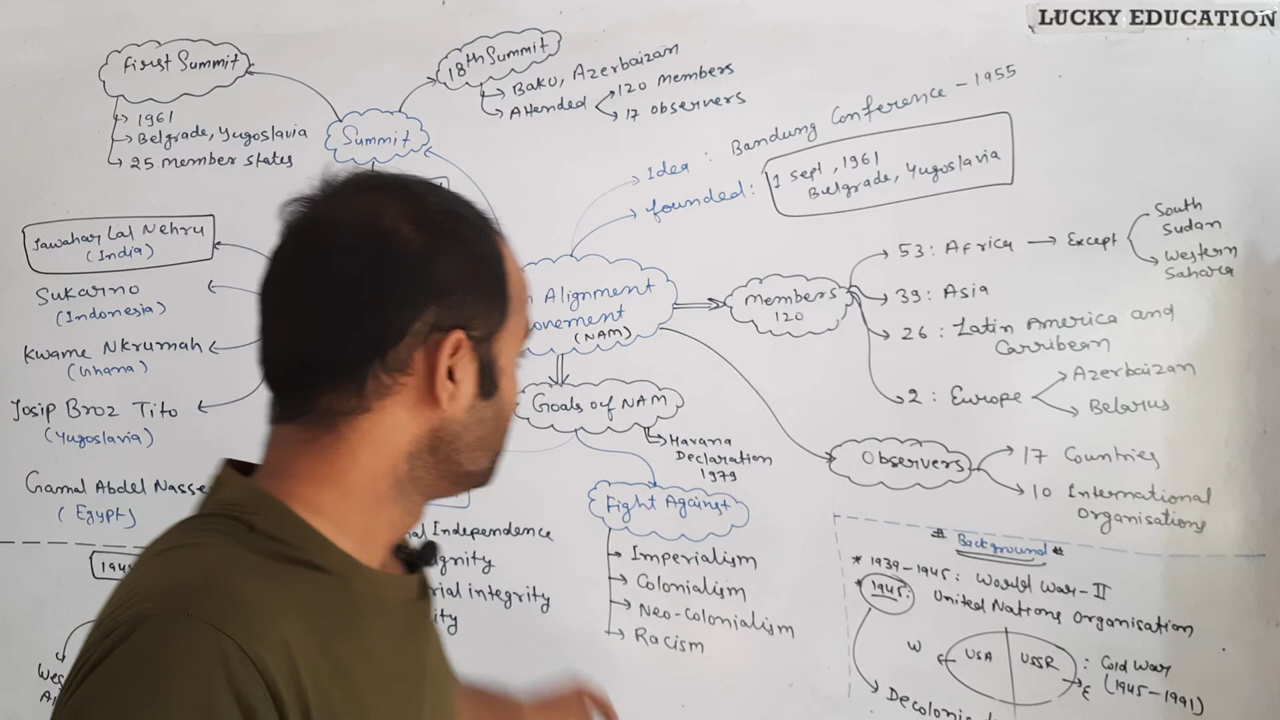 LUCKY EDUCATION
First Summit
1961
Belgrade, Yugoslavia
25 member states
Summit
18th Summit
Baku, Azerbaizan
Attended
120 Members
17 observers
Idea : Bandung Conference - 1955
founded :
1 sept, 1961
Belgrade, Yugoslavia
Jawahar Lal Nehru
(India)
Sukarno
(Indonesia)
Kwame Nkrumah
(Ghana)
Josip Broz Tito
(Yugoslavia)
Gamal Abdel Nasse
(Egypt)
Alignment
(NAM)
Members
120
53 : Africa → Except
South
Sudan
Western
Sahara
39 : Asia
26 : Latin America and
Carribean
2 : Europe
Azerbaizan
Belarus
Observers
17 Countries
10 International
Organisations
Goals of NAM
Havana
Declaration
1979
Fight Against
Imperialism
Colonialism
Neo-colonialism
Racism
Independence
integrity
# Background #
* 1939-1945 : World War-II
* 1945 : United Nations Organisation
W
USA
USSR
E
: Cold War
(1945-1991)